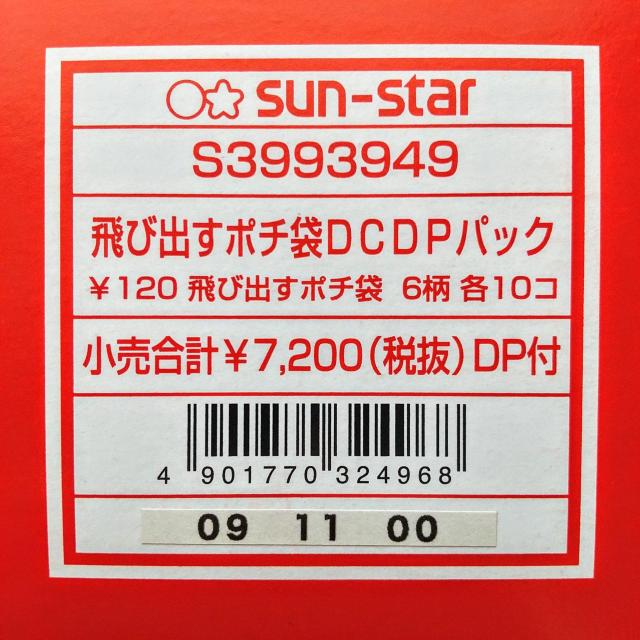 sun-star
S3993949
飛び出すポチ袋DCDPパック
¥120 飛び出すポチ袋 6柄 各10コ
小売合計¥7,200(税抜)DP付
4 901770 324968
09 11 00